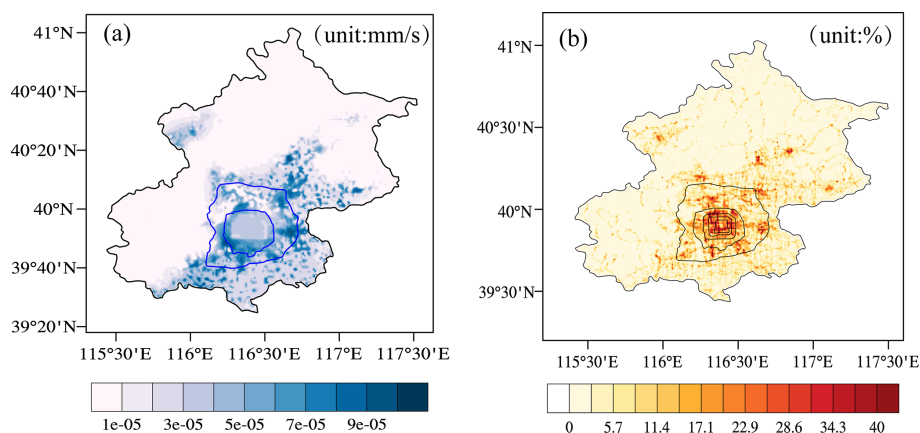 (a) (unit:mm/s)
41°N
40°40'N
40°20'N
40°N
39°40'N
39°20'N
115°30'E 116°E 116°30'E 117°E 117°30'E
1e-05 3e-05 5e-05 7e-05 9e-05
(b) (unit:%)
41°N
40°30'N
40°N
39°30'N
115°30'E 116°E 116°30'E 117°E 117°30'E
0 5.7 11.4 17.1 22.9 28.6 34.3 40